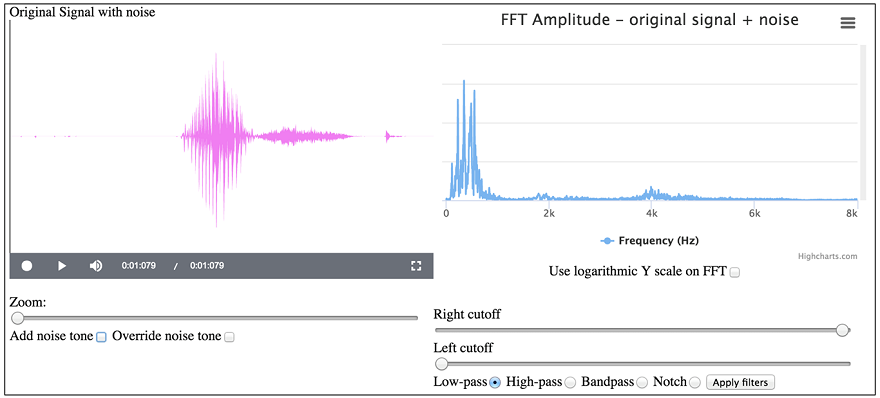 Original Signal with noise
0:01:079 / 0:01:079
Zoom:
Add noise tone Override noise tone
FFT Amplitude – original signal + noise
0 2k 4k 6k 8k
Frequency (Hz)
Highcharts.com
Use logarithmic Y scale on FFT
Right cutoff
Left cutoff
Low-pass High-pass Bandpass Notch Apply filters